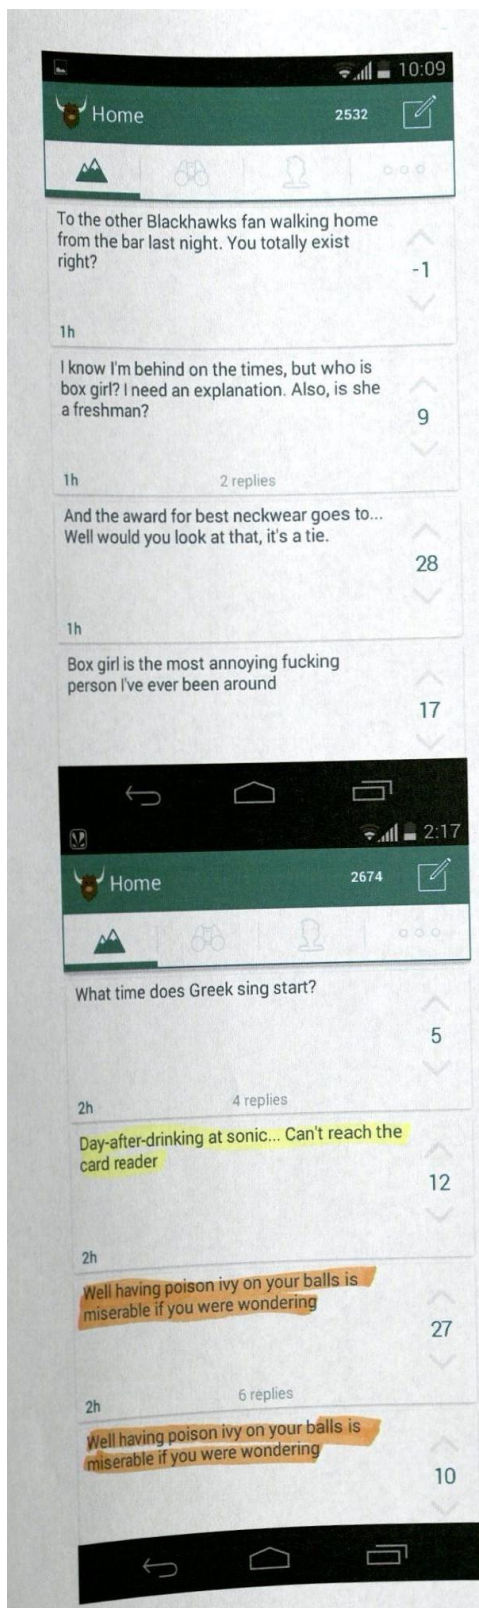 10:09
Home 2532
To the other Blackhawks fan walking home
from the bar last night. You totally exist
right?
-1
1h
I know I'm behind on the times, but who is
box girl? I need an explanation. Also, is she
a freshman?
9
1h 2 replies
And the award for best neckwear goes to...
Well would you look at that, it's a tie.
28
1h
Box girl is the most annoying fucking
person I've ever been around
17
2:17
Home 2674
What time does Greek sing start?
5
2h 4 replies
Day-after-drinking at sonic... Can't reach the
card reader
12
2h
Well having poison ivy on your balls is
miserable if you were wondering
27
2h 6 replies
Well having poison ivy on your balls is
miserable if you were wondering
10